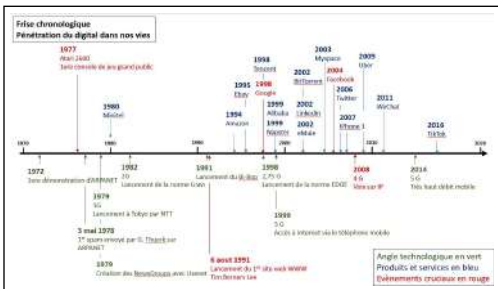 Frise chronologique
Pénétration du digital dans nos vies
1977
Atari 2600
1ère console de jeu grand public
1980
Minitel
1994
Amazon
1995
Ebay
1998
1998
Google
1999
Alibaba
1999
Napster
2002
BitTorrent
2002
LinkedIn
2002
eMule
2003
Myspace
2004
Facebook
2006
Twitter
2007
iPhone 1
2009
Uber
2011
WeChat
2016
TikTok
1970
1980
1990
2000
2010
2020
1972
1ère démonstration d'ARPANET
3 mai 1978
1er spam envoyé par G. Thuerk sur
ARPANET
1979
1G
Lancement à Tokyo par NTT
1979
Création des NewsGroups avec Usenet
1982
2G
Lancement de la norme Gsm
1991
Lancement du
6 août 1991
Lancement du 1er site web WWW
Tim Berners Lee
1998
2,75 G
Lancement de la norme EDGE
1999
3 G
Accès à internet via le téléphone mobile
2008
4 G
Voix sur IP
2014
5 G
Très haut débit mobile
Angle technologique en vert
Produits et services en bleu
Evènements cruciaux en rouge